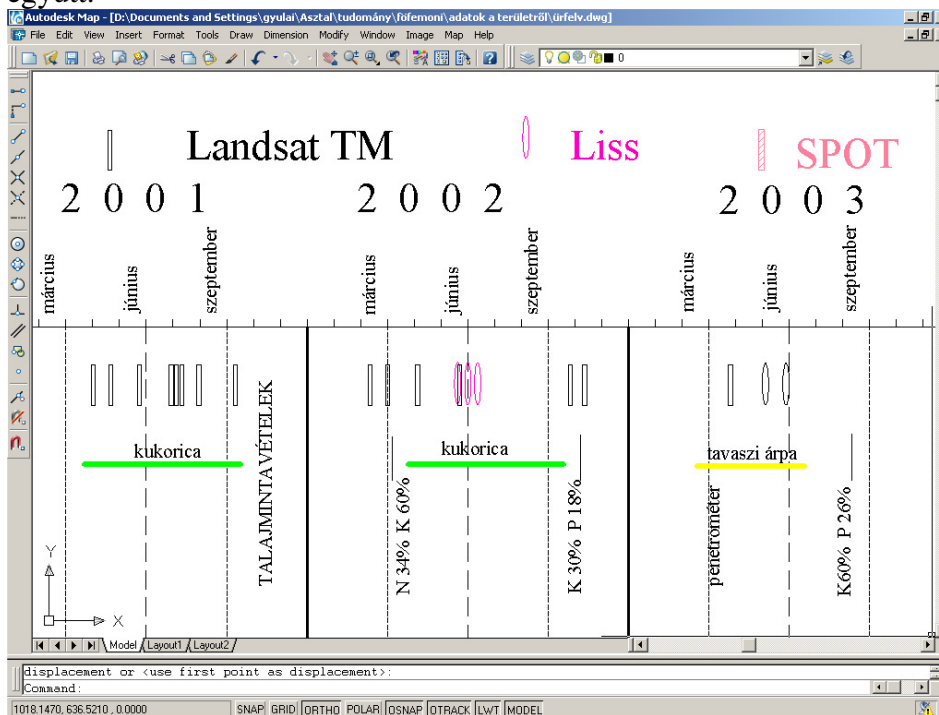 együtt.
Autodesk Map - [D:\Documents and Settings\gyulai\Asztal\tudomány\föfemoni\adatok a területről\ürfelv.dwg]
File Edit View Insert Format Tools Draw Dimension Modify Window Image Map Help
0
Landsat TM Liss SPOT
2 0 0 1 2 0 0 2 2 0 0 3
március június szeptember március június szeptember március június szeptember
kukorica kukorica tavaszi árpa
TALAJMINTAVÉTELEK
N 34% K 60%
K 30% P 18%
penetrométer
K60% P 26%
Y
X
Model Layout1 Layout2
displacement or <use first point as displacement>:
Command:
1018.1470, 636.5210 , 0.0000 SNAP GRID ORTHO POLAR OSNAP OTRACK LWT MODEL